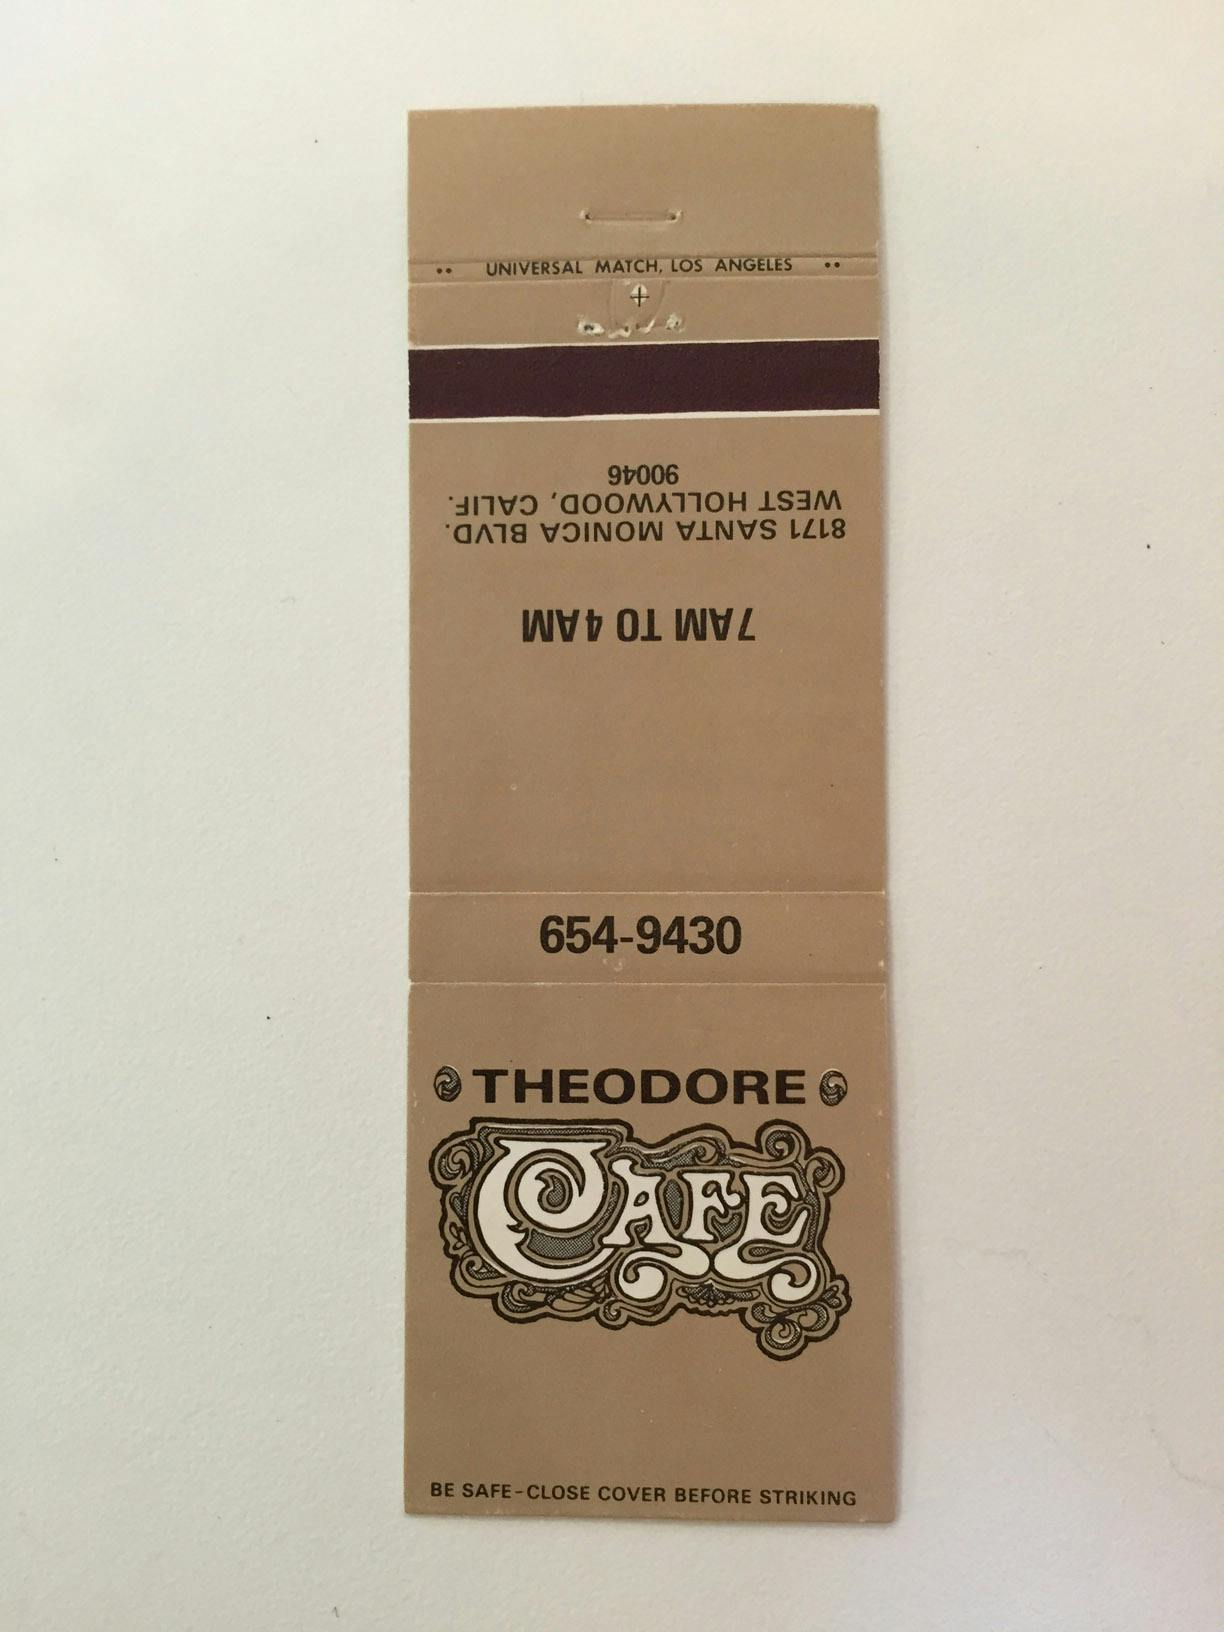 UNIVERSAL MATCH, LOS ANGELES
8171 SANTA MONICA BLVD.
WEST HOLLYWOOD, CALIF.
90046
7AM TO 4AM
654-9430
THEODORE
CAFE
BE SAFE-CLOSE COVER BEFORE STRIKING